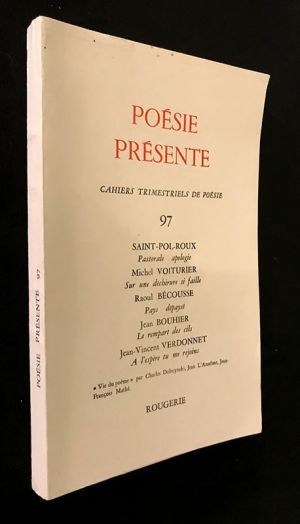 POÉSIE PRÉSENTE 97
POÉSIE
PRÉSENTE
CAHIERS TRIMESTRIELS DE POÉSIE
97
SAINT-POL-ROUX
Pastorale apologie
Michel VOITURIER
Sur une déchirure si faille
Raoul BÉCOUSSE
Pays dépaysé
Jean BOUHIER
Le rempart des cils
Jean-Vincent VERDONNET
A l'espère tu me rejoins
« Vie du poème » par Charles Dobzynski, Jean L'Anselme, Jean-
François Mathé.
ROUGERIE